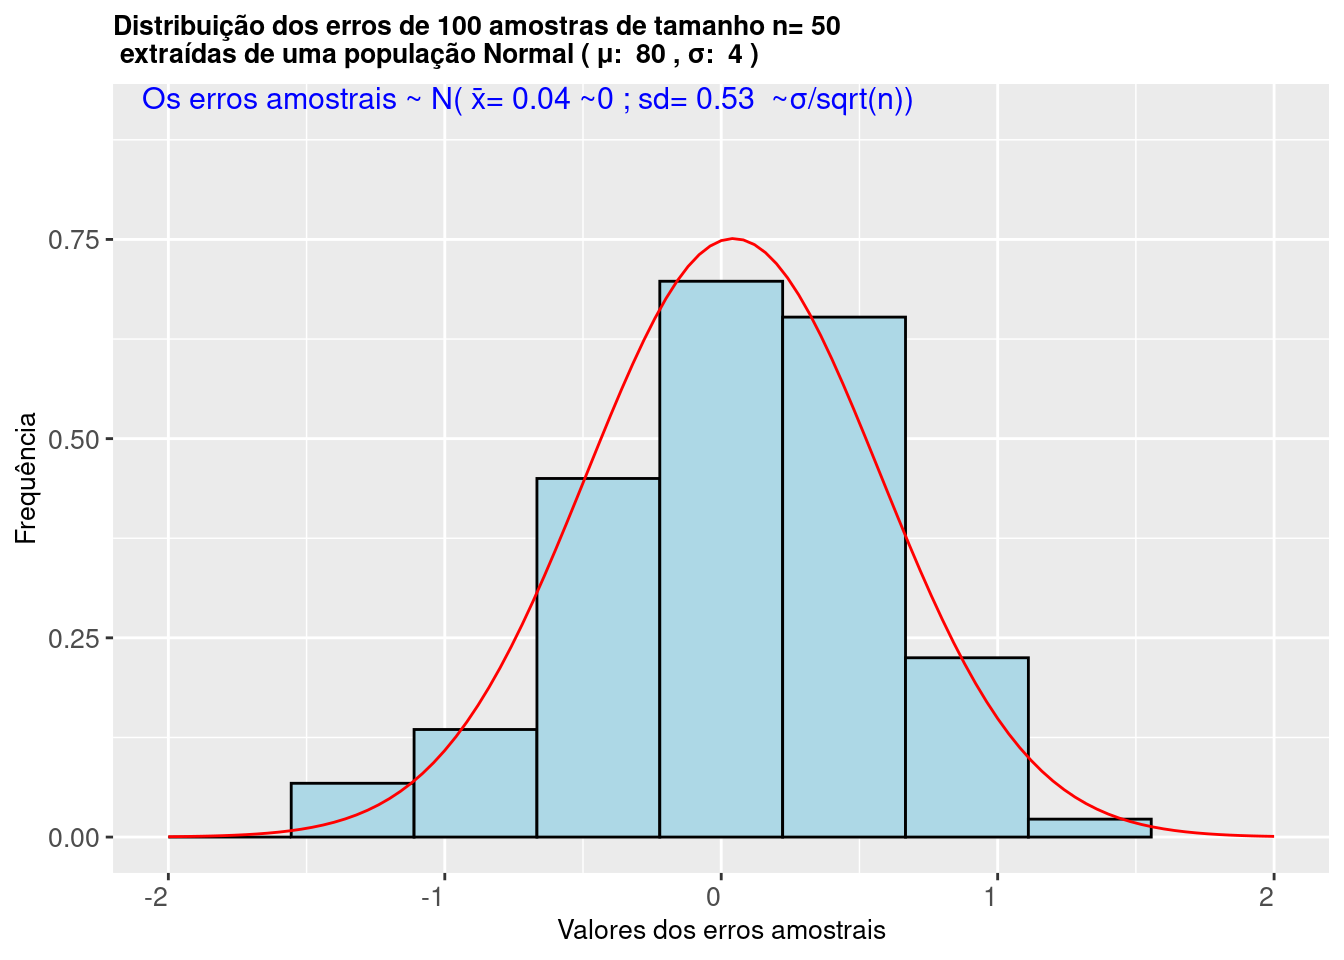 Distribuição dos erros de 100 amostras de tamanho n= 50
extraídas de uma população Normal ( μ:  80 , σ:  4 )
Os erros amostrais ~ N( x̄= 0.04 ~0 ; sd= 0.53  ~σ/sqrt(n))
Frequência
0.75
0.50
0.25
0.00
-2
-1
0
1
2
Valores dos erros amostrais